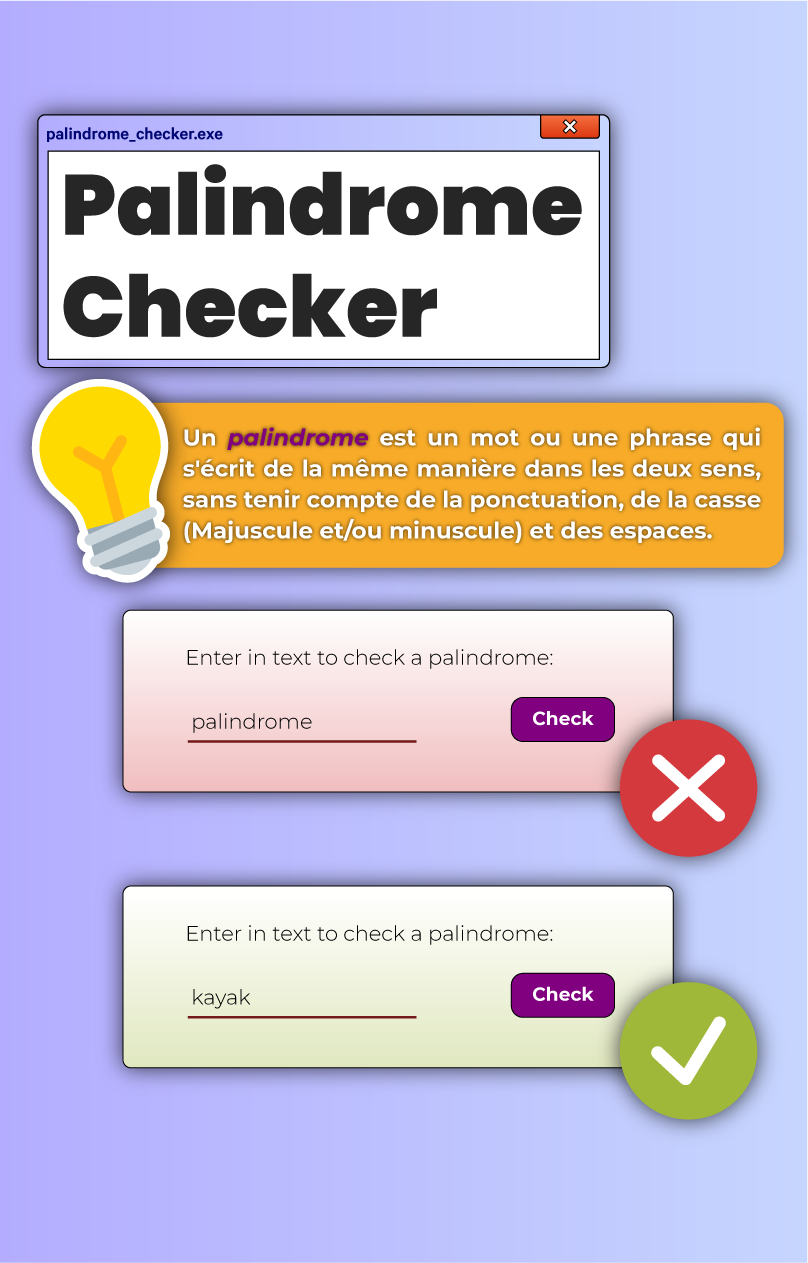 palindrome_checker.exe
Palindrome
Checker
Un palindrome est un mot ou une phrase qui
s'écrit de la même manière dans les deux sens,
sans tenir compte de la ponctuation, de la casse
(Majuscule et/ou minuscule) et des espaces.
Enter in text to check a palindrome:
palindrome
Check
Enter in text to check a palindrome:
kayak
Check